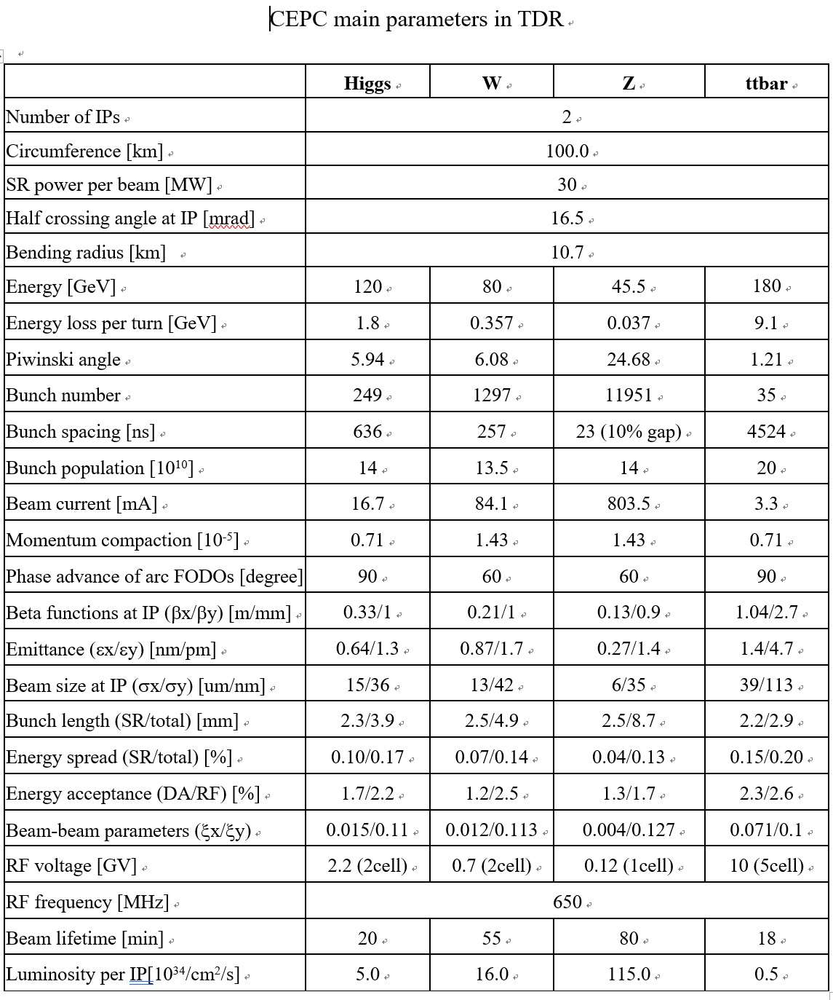 CEPC main parameters in TDR
Higgs W Z ttbar
Number of IPs 2
Circumference [km] 100.0
SR power per beam [MW] 30
Half crossing angle at IP [mrad] 16.5
Bending radius [km] 10.7
Energy [GeV] 120 80 45.5 180
Energy loss per turn [GeV] 1.8 0.357 0.037 9.1
Piwinski angle 5.94 6.08 24.68 1.21
Bunch number 249 1297 11951 35
Bunch spacing [ns] 636 257 23 (10% gap) 4524
Bunch population [10¹⁰] 14 13.5 14 20
Beam current [mA] 16.7 84.1 803.5 3.3
Momentum compaction [10⁻⁵] 0.71 1.43 1.43 0.71
Phase advance of arc FODOs [degree] 90 60 60 90
Beta functions at IP (βx/βy) [m/mm] 0.33/1 0.21/1 0.13/0.9 1.04/2.7
Emittance (εx/εy) [nm/pm] 0.64/1.3 0.87/1.7 0.27/1.4 1.4/4.7
Beam size at IP (σx/σy) [um/nm] 15/36 13/42 6/35 39/113
Bunch length (SR/total) [mm] 2.3/3.9 2.5/4.9 2.5/8.7 2.2/2.9
Energy spread (SR/total) [%] 0.10/0.17 0.07/0.14 0.04/0.13 0.15/0.20
Energy acceptance (DA/RF) [%] 1.7/2.2 1.2/2.5 1.3/1.7 2.3/2.6
Beam-beam parameters (ξx/ξy) 0.015/0.11 0.012/0.113 0.004/0.127 0.071/0.1
RF voltage [GV] 2.2 (2cell) 0.7 (2cell) 0.12 (1cell) 10 (5cell)
RF frequency [MHz] 650
Beam lifetime [min] 20 55 80 18
Luminosity per IP[10³⁴/cm²/s] 5.0 16.0 115.0 0.5